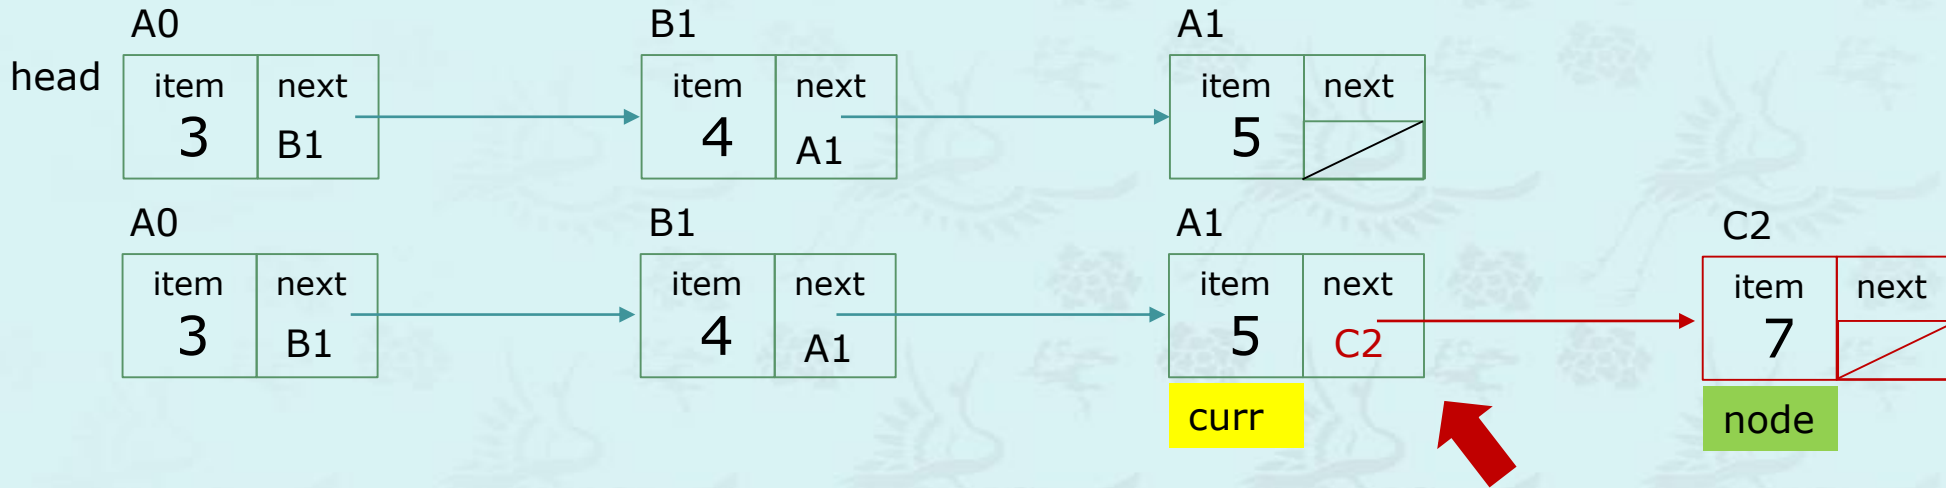 A0 B1 A1
head
item next item next item next
3 B1 4 A1 5
A0 B1 A1 C2
item next item next item next item next
3 B1 4 A1 5 C2 7
curr node